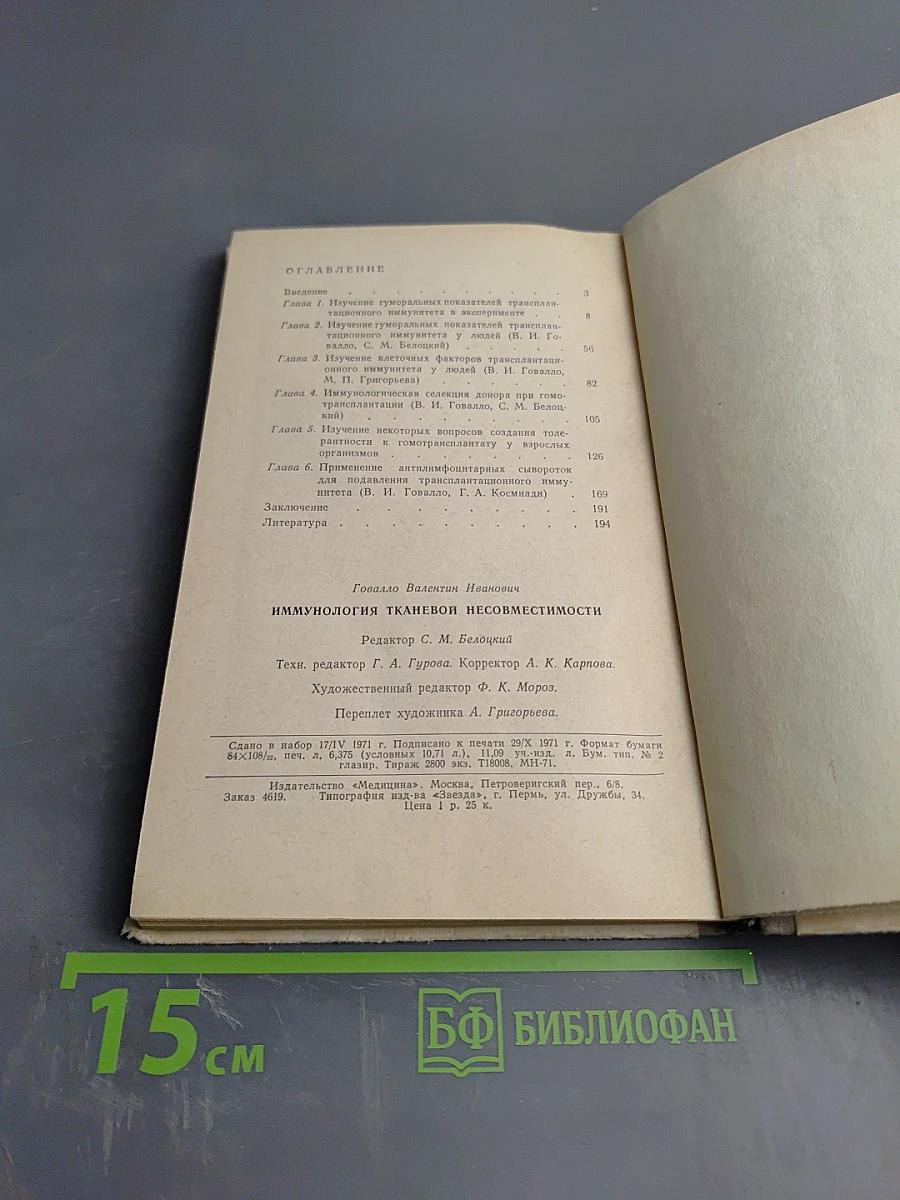 ОГЛАВЛЕНИЕ
Введение . . . . . . . . . 3
Глава 1. Изучение гуморальных показателей трансплан-
тационного иммунитета в эксперименте . . 8
Глава 2. Изучение гуморальных показателей трансплан-
тационного иммунитета у людей (В. И. Го-
валло, С. М. Белоцкий) . . . . . 56
Глава 3. Изучение клеточных факторов трансплантаци-
онного иммунитета у людей (В. И. Говалло,
М. П. Григорьева) . . . . . . 82
Глава 4. Иммунологическая селекция донора при гомо-
трансплантации (В. И. Говалло, С. М. Белоц-
кий) . . . . . . . . . 105
Глава 5. Изучение некоторых вопросов создания толе-
рантности к гомотрансплантату у взрослых
организмов . . . . . . . . 126
Глава 6. Применение антилимфоцитарных сывороток
для подавления трансплантационного имму-
нитета (В. И. Говалло, Г. А. Космиади) . 169
Заключение . . . . . . . . 191
Литература . . . . . . . . . 194
Говалло Валентин Иванович
ИММУНОЛОГИЯ ТКАНЕВОЙ НЕСОВМЕСТИМОСТИ
Редактор С. М. Белоцкий
Техн. редактор Г. А. Гурова. Корректор А. К. Карпова.
Художественный редактор Ф. К. Мороз.
Переплет художника А. Григорьева.
Сдано в набор 17/IV 1971 г. Подписано к печати 29/X 1971 г. Формат бумаги
84×108/32, печ. л. 6,375 (условных 10,71 л.), 11,09 уч.-изд. л. Бум. тип. № 2
глазир. Тираж 2800 экз. Т18008. МН-71.
Издательство «Медицина». Москва, Петроверигский пер., 6/8.
Заказ 4619. Типография изд-ва «Звезда», г. Пермь, ул. Дружбы, 34.
Цена 1 р. 25 к.
15 см
БФ БИБЛИОФАН